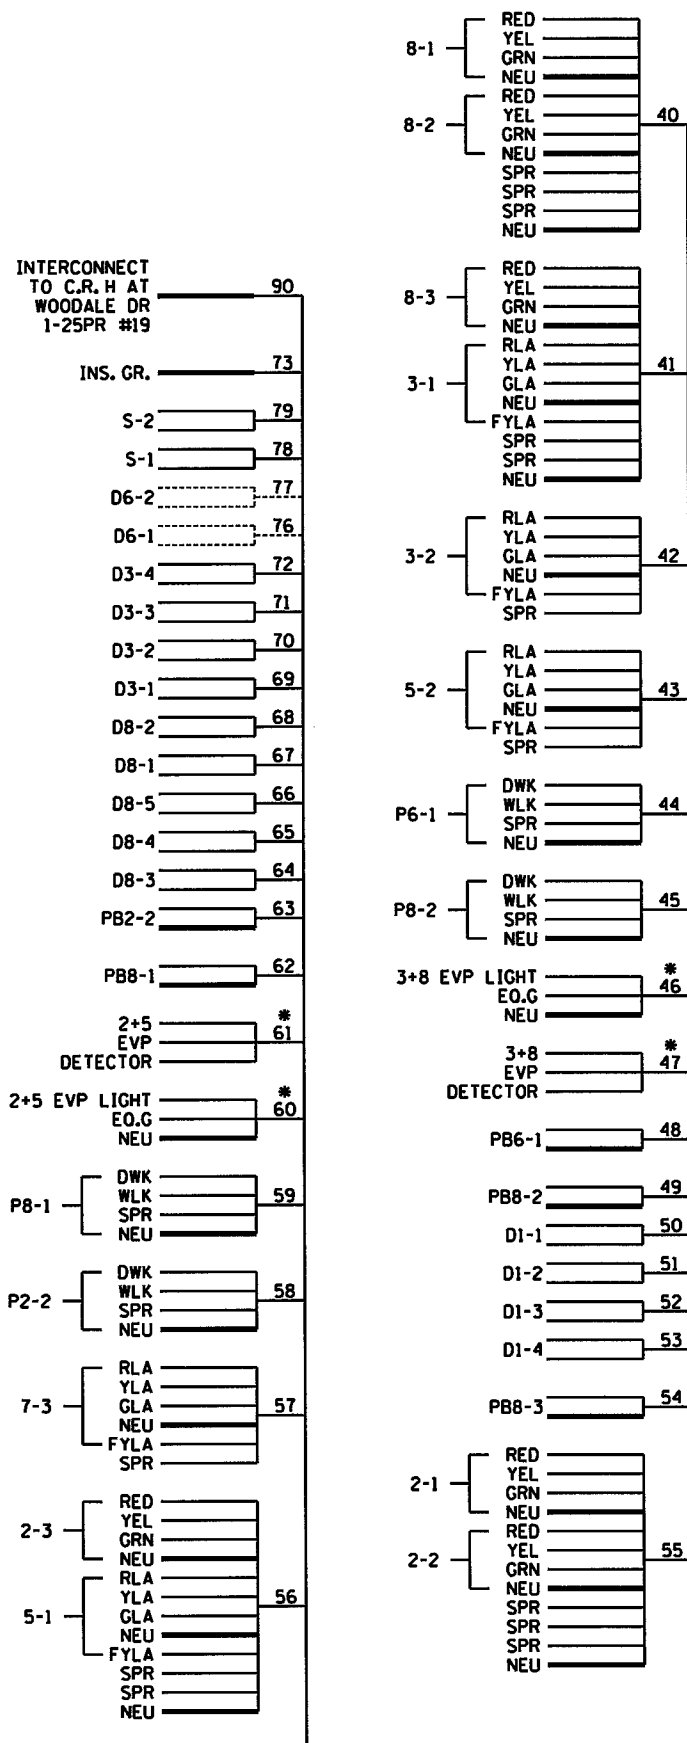 INTERCONNECT
TO C.R. H AT
WOODALE DR
1-25PR #19
90
INS. GR.
73
S-2
79
S-1
78
D6-2
77
D6-1
76
D3-4
72
D3-3
71
D3-2
70
D3-1
69
D8-2
68
D8-1
67
D8-5
66
D8-4
65
D8-3
64
PB2-2
63
PB8-1
62
2+5
EVP
DETECTOR
*
61
2+5 EVP LIGHT
EQ.G
NEU
*
60
P8-1
DWK
WLK
SPR
NEU
59
P2-2
DWK
WLK
SPR
NEU
58
7-3
RLA
YLA
GLA
NEU
FYLA
SPR
57
2-3
RED
YEL
GRN
NEU
5-1
RLA
YLA
GLA
NEU
FYLA
SPR
SPR
NEU
56
8-1
RED
YEL
GRN
NEU
8-2
RED
YEL
GRN
NEU
SPR
SPR
SPR
NEU
40
8-3
RED
YEL
GRN
NEU
3-1
RLA
YLA
GLA
NEU
FYLA
SPR
SPR
NEU
41
3-2
RLA
YLA
GLA
NEU
FYLA
SPR
42
5-2
RLA
YLA
GLA
NEU
FYLA
SPR
43
P6-1
DWK
WLK
SPR
NEU
44
P8-2
DWK
WLK
SPR
NEU
45
3+8 EVP LIGHT
EQ.G
NEU
*
46
3+8
EVP
DETECTOR
*
47
PB6-1
48
PB8-2
49
D1-1
50
D1-2
51
D1-3
52
D1-4
53
PB8-3
54
2-1
RED
YEL
GRN
NEU
2-2
RED
YEL
GRN
NEU
SPR
SPR
SPR
NEU
55